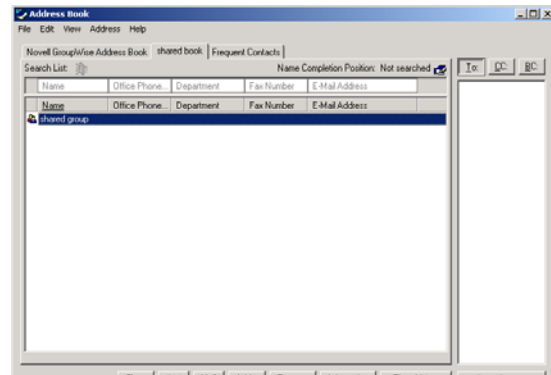 Address Book
File Edit View Address Help
Novell GroupWise Address Book shared book Frequent Contacts
Search List: Name Completion Position: Not searched To: CC: BC:
Name Office Phone... Department Fax Number E-Mail Address
Name Office Phone... Department Fax Number E-Mail Address
shared group